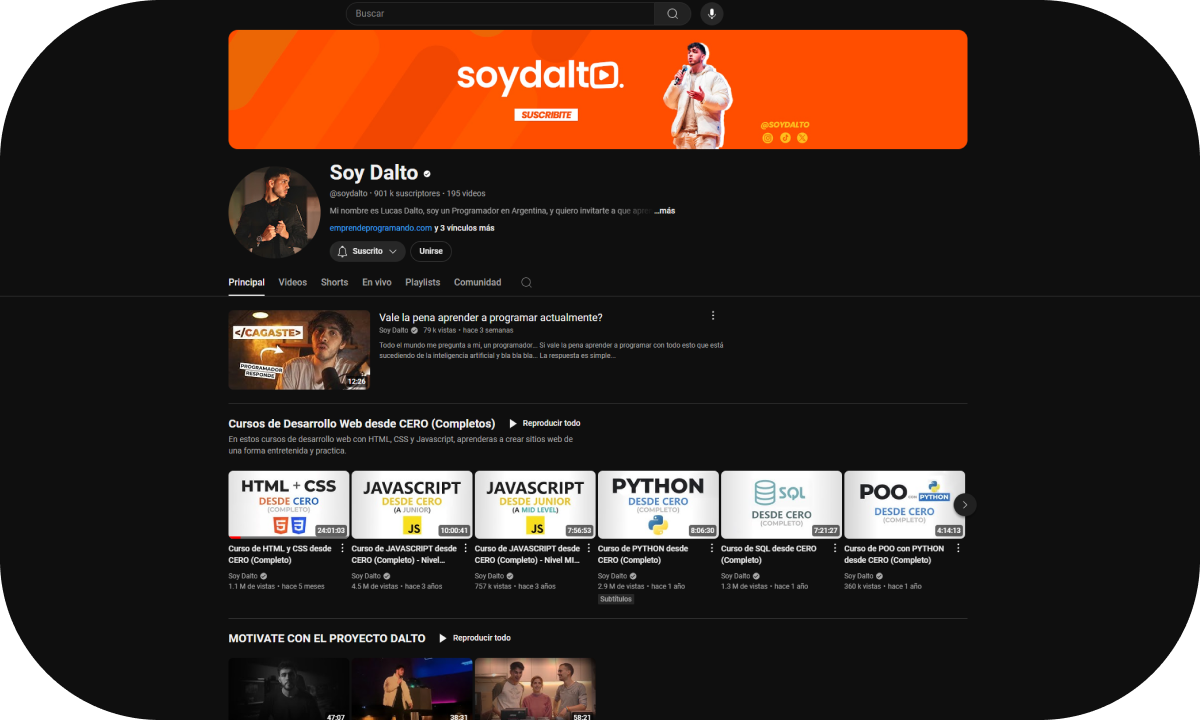 Buscar
soydalto.
SUSCRIBITE
@SOYDALTO
Soy Dalto
@soydalto · 901 k suscriptores · 195 videos
Mi nombre es Lucas Dalto, soy un Programador en Argentina, y quiero invitarte a que ...más
emprendeprogramando.com y 3 vínculos más
Suscrito
Unirse
Principal Videos Shorts En vivo Playlists Comunidad
</CAGASTE>
PROGRAMADOR
RESPONDE
12:26
Vale la pena aprender a programar actualmente?
Soy Dalto 79 k vistas • hace 3 semanas
Todo el mundo me pregunta a mi, un programador... Si vale la pena aprender a programar con todo esto que está
sucediendo de la inteligencia artificial y bla bla bla... La respuesta es simple...
Cursos de Desarrollo Web desde CERO (Completos) Reproducir todo
En estos cursos de desarrollo web con HTML, CSS y Javascript, aprenderas a crear sitios web de
una forma entretenida y practica.
HTML + CSS
DESDE CERO
(COMPLETO)
5 3
24:01:03
Curso de HTML y CSS desde
CERO (Completo)
Soy Dalto
1.1 M de vistas • hace 5 meses
JAVASCRIPT
DESDE CERO
(A JUNIOR)
JS
10:00:41
Curso de JAVASCRIPT desde
CERO (Completo) - Nivel...
Soy Dalto
4.5 M de vistas • hace 3 años
JAVASCRIPT
DESDE JUNIOR
(A MID LEVEL)
JS
7:56:53
Curso de JAVASCRIPT desde
CERO (Completo) - Nivel MI...
Soy Dalto
757 k vistas • hace 3 años
PYTHON
DESDE CERO
(COMPLETO)
8:06:30
Curso de PYTHON desde
CERO (Completo)
Soy Dalto
2.9 M de vistas • hace 1 año
Subtítulos
SQL
DESDE CERO
(COMPLETO)
7:21:27
Curso de SQL desde CERO
(Completo)
Soy Dalto
1.3 M de vistas • hace 1 año
POO con PYTHON
DESDE CERO
(COMPLETO)
4:14:13
Curso de POO con PYTHON
desde CERO (Completo)
Soy Dalto
360 k vistas • hace 1 año
MOTIVATE CON EL PROYECTO DALTO Reproducir todo
47:07
38:31
58:21